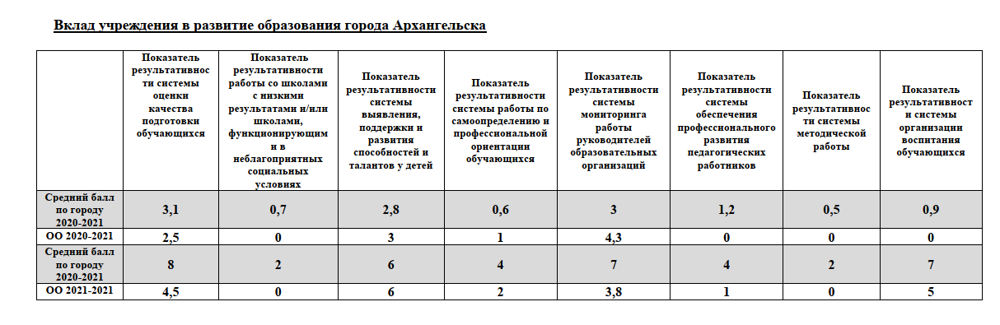 Вклад учреждения в развитие образования города Архангельска
Показатель
результативнос
ти системы
оценки
качества
подготовки
обучающихся
Показатель
результативности
работы со школами
с низкими
результатами и/или
школами,
функционирующим
и в
неблагоприятных
социальных
условиях
Показатель
результативности
системы
выявления,
поддержки и
развития
способностей и
талантов у детей
Показатель
результативности
системы работы по
самоопределению и
профессиональной
ориентации
обучающихся
Показатель
результативности
системы
мониторинга
работы
руководителей
образовательных
организаций
Показатель
результативности
системы
обеспечения
профессионального
развития
педагогических
работников
Показатель
результативнос
ти системы
методической
работы
Показатель
результативност
и системы
организации
воспитания
обучающихся
Средний балл
по городу
2020-2021
3,1
0,7
2,8
0,6
3
1,2
0,5
0,9
ОО 2020-2021
2,5
0
3
1
4,3
0
0
0
Средний балл
по городу
2020-2021
8
2
6
4
7
4
2
7
ОО 2021-2021
4,5
0
6
2
3,8
1
0
5